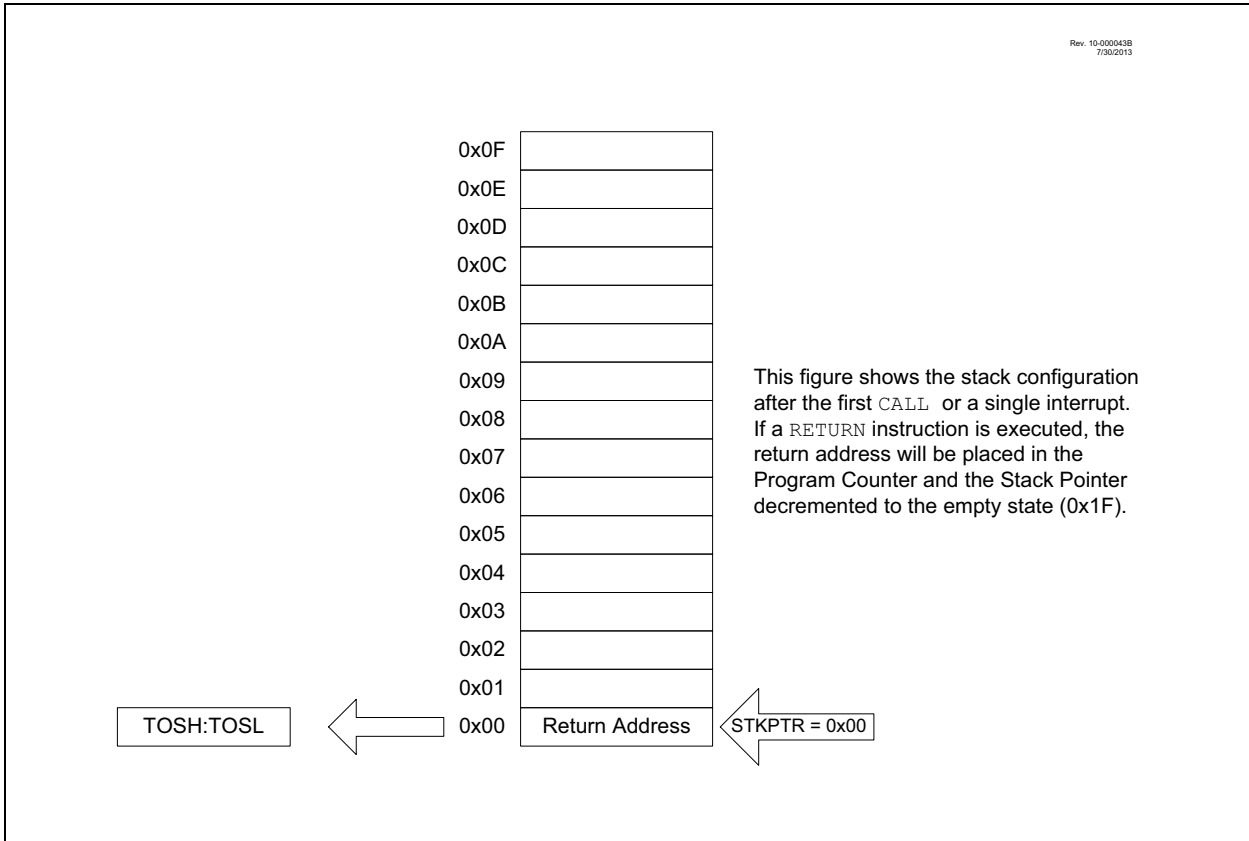 Rev. 10-000043B
7/30/2013
0x0F
0x0E
0x0D
0x0C
0x0B
0x0A
0x09
0x08
0x07
0x06
0x05
0x04
0x03
0x02
0x01
0x00
This figure shows the stack configuration
after the first CALL or a single interrupt.
If a RETURN instruction is executed, the
return address will be placed in the
Program Counter and the Stack Pointer
decremented to the empty state (0x1F).
TOSH:TOSL
Return Address
STKPTR = 0x00